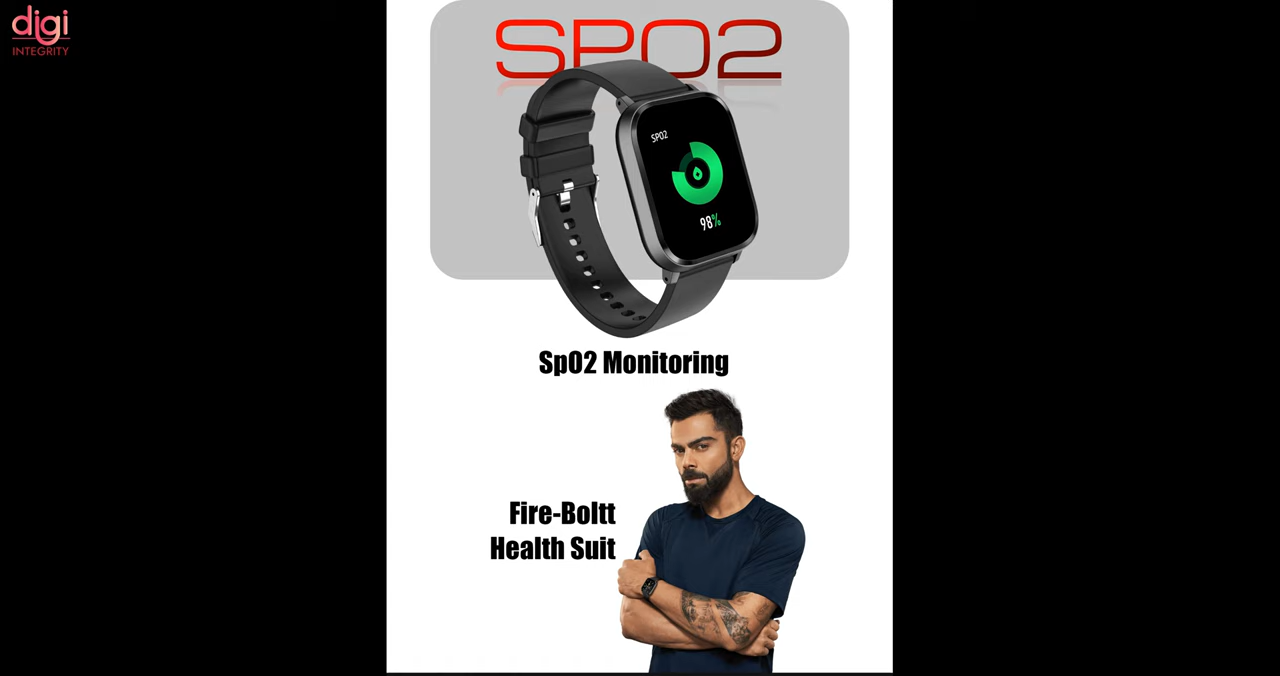 digi
INTEGRITY
SPO2
SPO2
98%
SpO2 Monitoring
Fire-Boltt
Health Suit